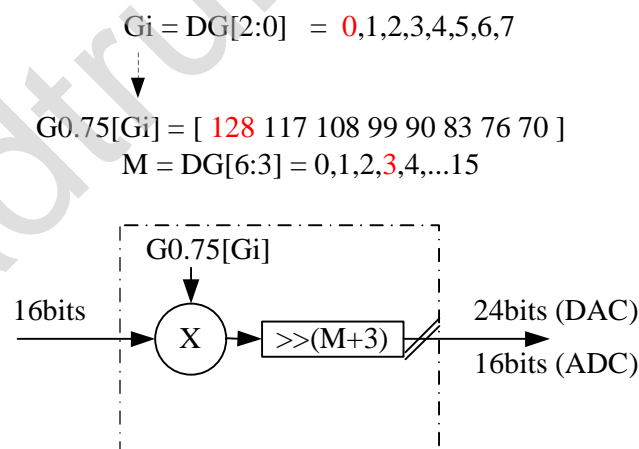 Gi = DG[2:0] = 0,1,2,3,4,5,6,7
G0.75[Gi] = [ 128 117 108 99 90 83 76 70 ]
M = DG[6:3] = 0,1,2,3,4,...15
G0.75[Gi]
16bits
X
>>(M+3)
24bits (DAC)
16bits (ADC)